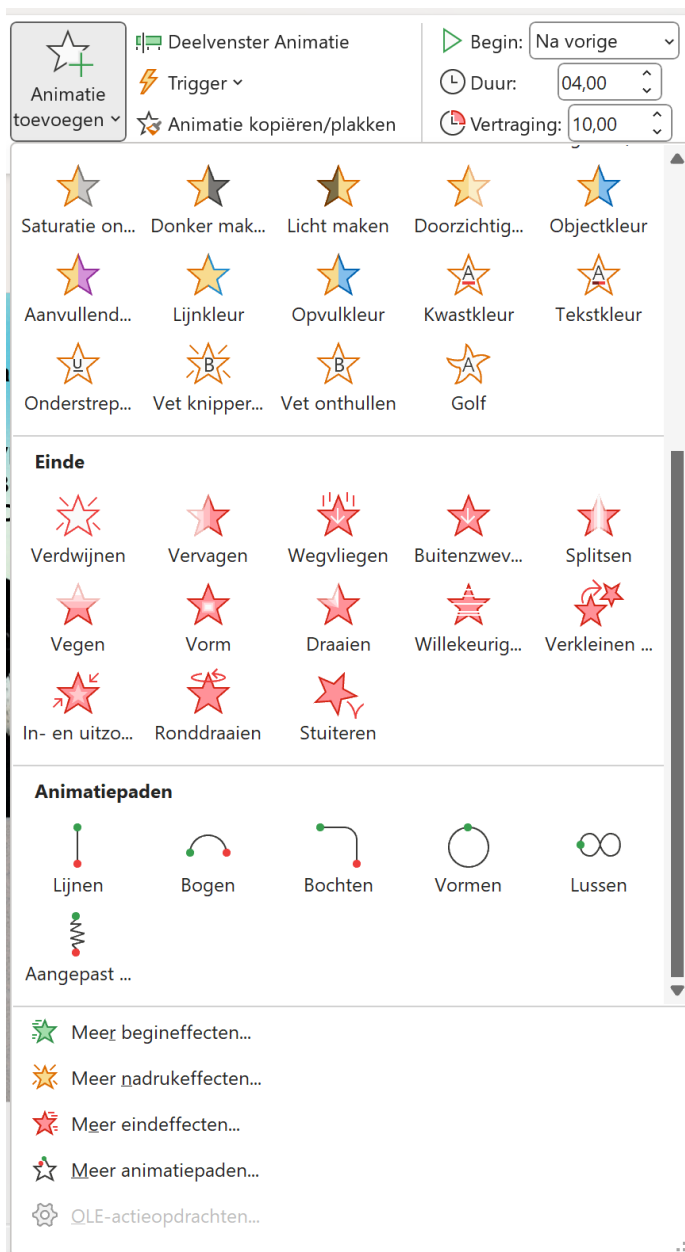 Animatie
toevoegen
Deelvenster Animatie
Trigger
Animatie kopiëren/plakken
Begin: Na vorige
Duur: 04,00
Vertraging: 10,00
Saturatie on... Donker mak... Licht maken Doorzichtig... Objectkleur
Aanvullend... Lijnkleur Opvulkleur Kwastkleur Tekstkleur
Onderstrep... Vet knipper... Vet onthullen Golf
Einde
Verdwijnen Vervagen Wegvliegen Buitenzwev... Splitsen
Vegen Vorm Draaien Willekeurig... Verkleinen ...
In- en uitzo... Ronddraaien Stuiteren
Animatiepaden
Lijnen Bogen Bochten Vormen Lussen
Aangepast ...
Meer begineffecten...
Meer nadrukeffecten...
Meer eindeffecten...
Meer animatiepaden...
OLE-actieopdrachten...